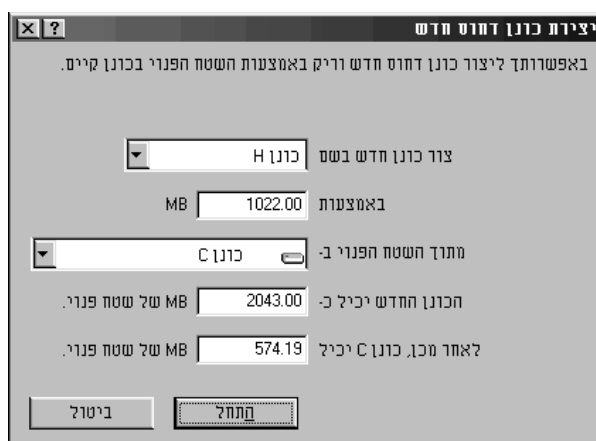 יצירת כונן דחוס חדש
באפשרותך ליצור כונן דחוס חדש וריק באמצעות השטח הפנוי בכונן קיים.
צור כונן חדש בשם כונן H
באמצעות 1022.00 MB
מתוך השטח הפנוי ב- כונן C
הכונן החדש יכיל כ- 2043.00 MB של שטח פנוי.
לאחר מכן, כונן C יכיל 574.19 MB של שטח פנוי.
התחל ביטול